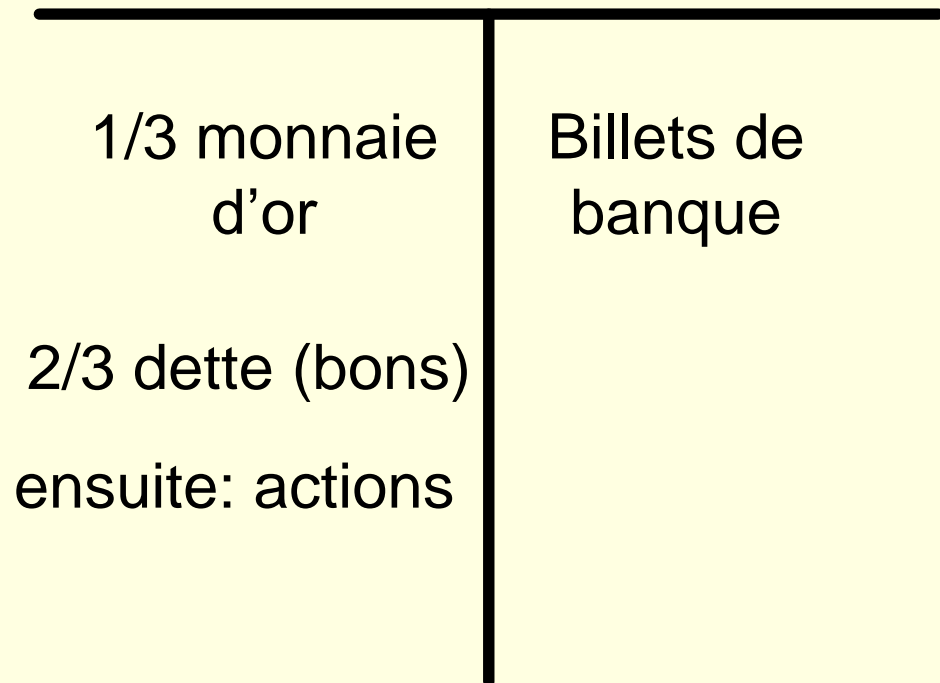 1/3 monnaie
d’or
2/3 dette (bons)
ensuite: actions
Billets de
banque